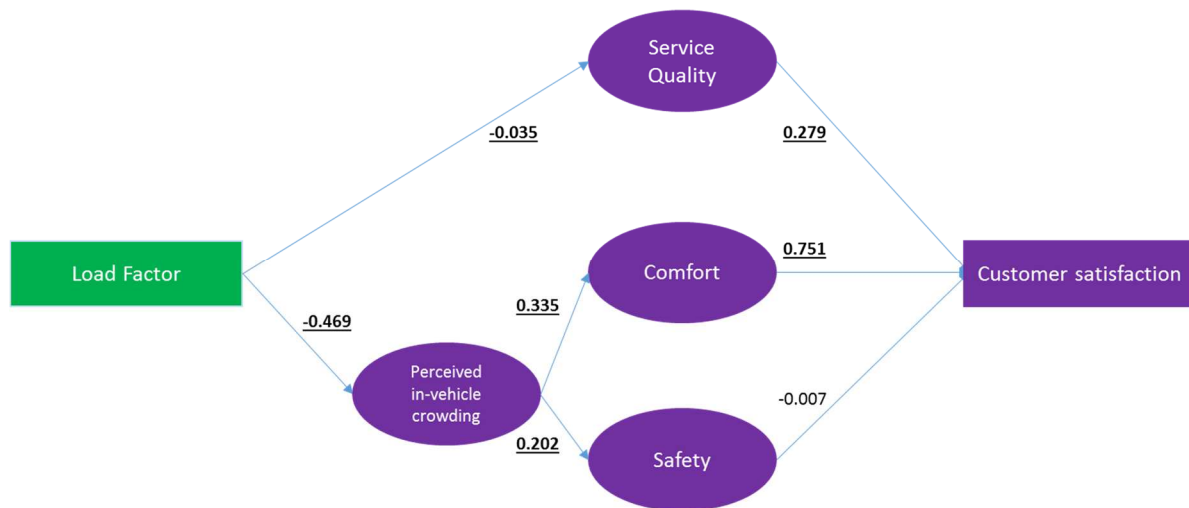 Service
Quality
-0.035
0.279
Load Factor
Comfort
0.751
Customer satisfaction
-0.469
0.335
Perceived
in-vehicle
crowding
-0.007
0.202
Safety